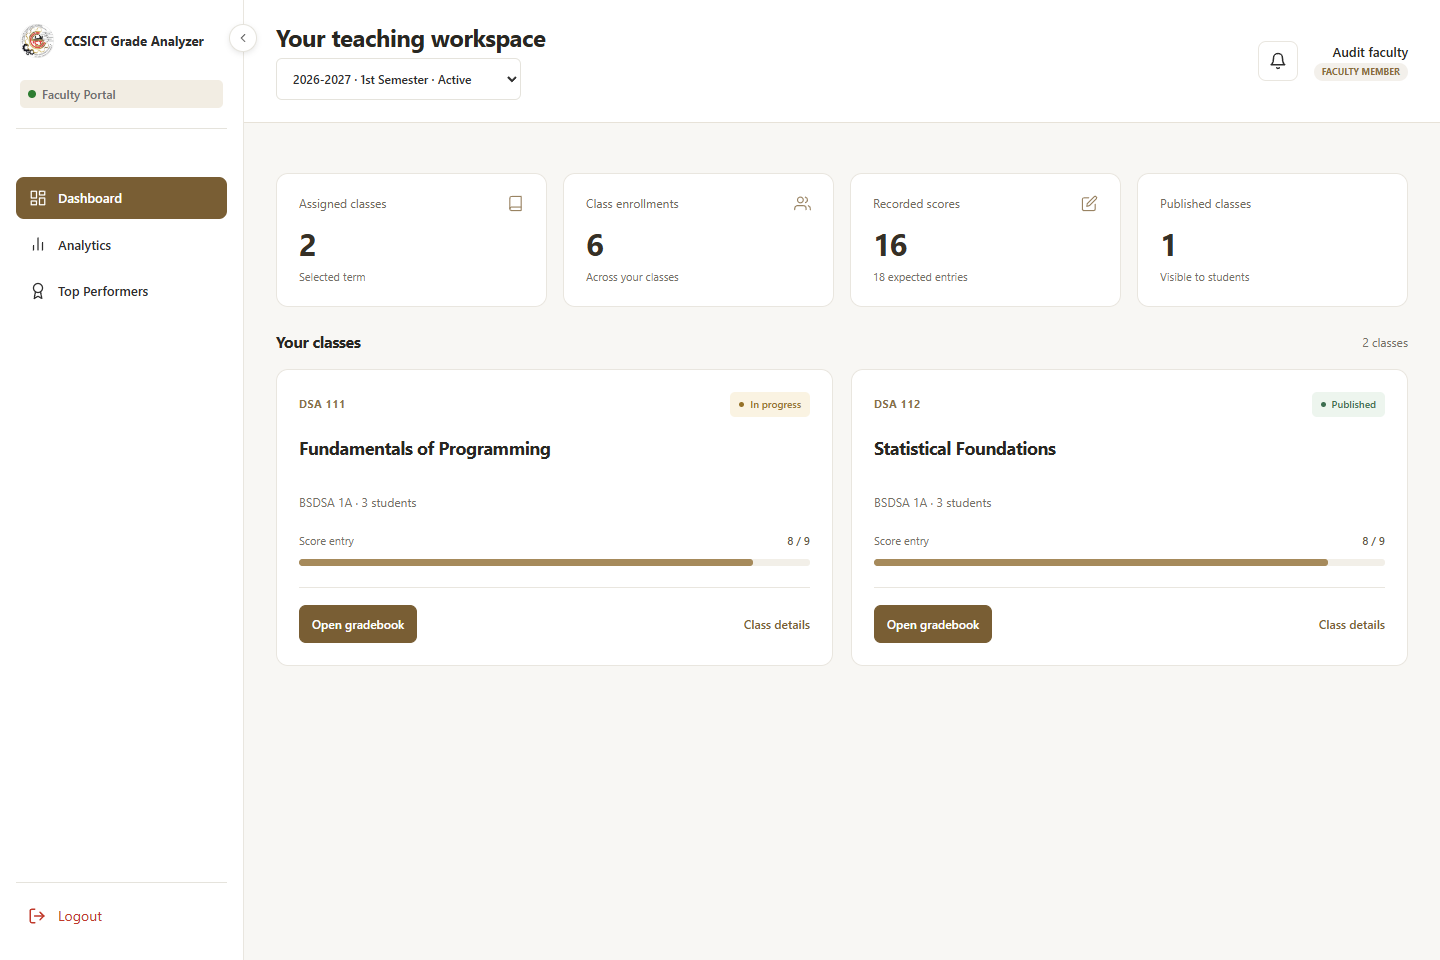 CCSICT Grade Analyzer
Faculty Portal
Dashboard
Analytics
Top Performers
Logout
Your teaching workspace
2026-2027 · 1st Semester · Active
Audit faculty
FACULTY MEMBER
Assigned classes
2
Selected term
Class enrollments
6
Across your classes
Recorded scores
16
18 expected entries
Published classes
1
Visible to students
Your classes
2 classes
DSA 111
In progress
Fundamentals of Programming
BSDSA 1A · 3 students
Score entry
8 / 9
Open gradebook
Class details
DSA 112
Published
Statistical Foundations
BSDSA 1A · 3 students
Score entry
8 / 9
Open gradebook
Class details